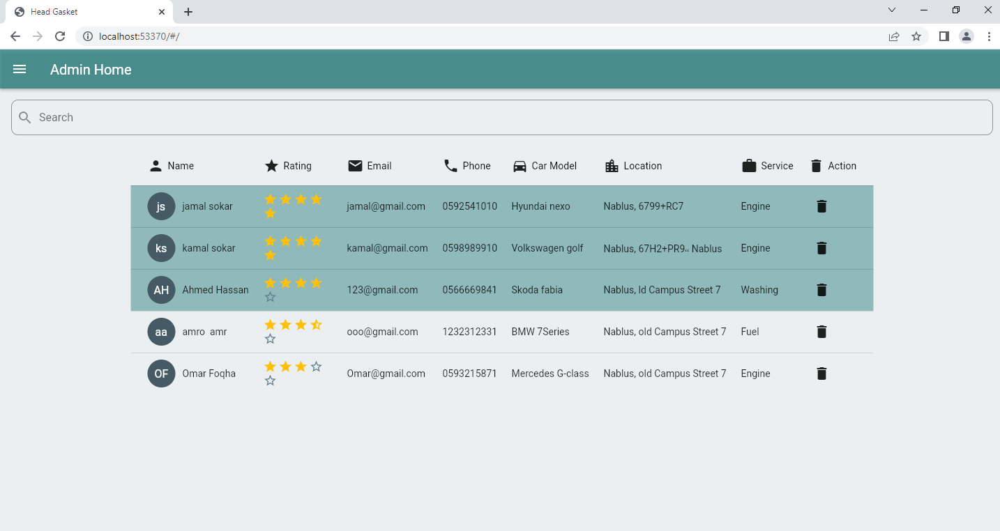 Head Gasket
localhost:53370/#/
Admin Home
Search
Name Rating Email Phone Car Model Location Service Action
js jamal sokar jamal@gmail.com 0592541010 Hyundai nexo Nablus, 6799+RC7 Engine
ks kamal sokar kamal@gmail.com 0598989910 Volkswagen golf Nablus, 67H2+PR9،، Nablus Engine
AH Ahmed Hassan 123@gmail.com 0566669841 Skoda fabia Nablus, ld Campus Street 7 Washing
aa amro  amr ooo@gmail.com 1232312331 BMW 7Series Nablus, old Campus Street 7 Fuel
OF Omar Foqha Omar@gmail.com 0593215871 Mercedes G-class Nablus, old Campus Street 7 Engine